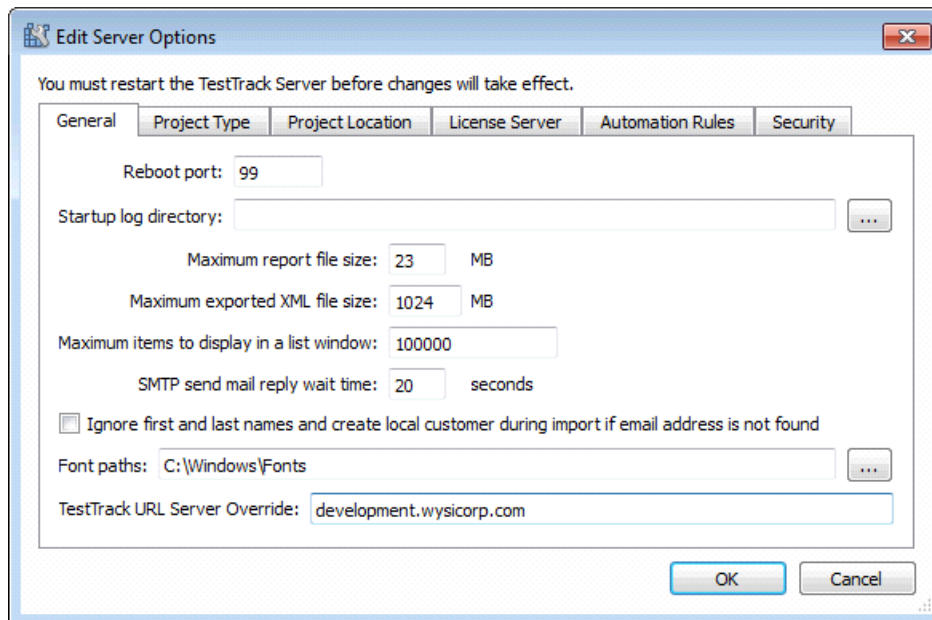 Edit Server Options
You must restart the TestTrack Server before changes will take effect.
General Project Type Project Location License Server Automation Rules Security
Reboot port: 99
Startup log directory: ...
Maximum report file size: 23 MB
Maximum exported XML file size: 1024 MB
Maximum items to display in a list window: 100000
SMTP send mail reply wait time: 20 seconds
Ignore first and last names and create local customer during import if email address is not found
Font paths: C:\Windows\Fonts ...
TestTrack URL Server Override: development.wysicorp.com
OK Cancel